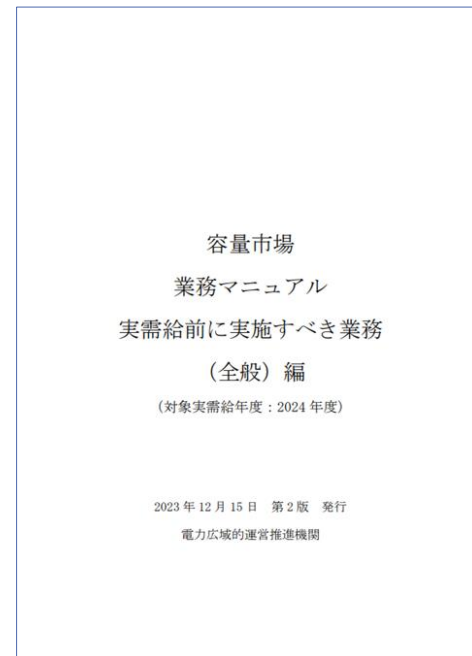 容量市場
業務マニュアル
実需給前に実施すべき業務
（全般）編
（対象実需給年度：2024 年度）
2023 年 12 月 15 日　第 2 版　発行
電力広域的運営推進機関